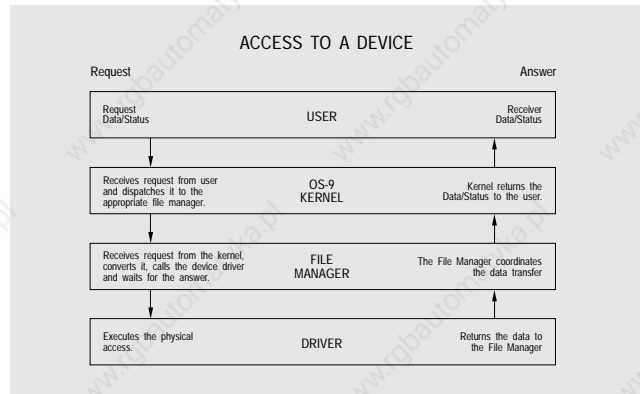 ACCESS TO A DEVICE
Request
Answer
Request
Data/Status
USER
Receiver
Data/Status
Receives request from user
and dispatches it to the
appropriate file manager.
OS-9
KERNEL
Kernel returns the
Data/Status to the user.
Receives request from the kernel,
converts it, calls the device driver
and waits for the answer.
FILE
MANAGER
The File Manager coordinates
the data transfer
Executes the physical
access.
DRIVER
Returns the data to
the File Manager
www.rgbautomatyka.pl